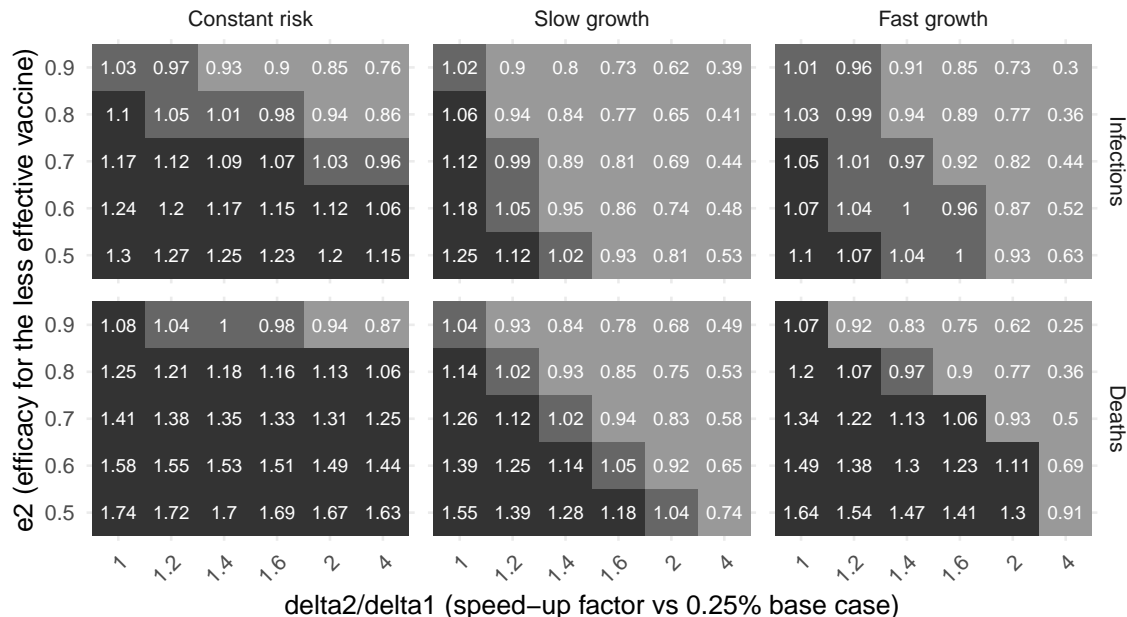 Constant risk Slow growth Fast growth
e2 (efficacy for the less effective vaccine)
0.9 1.03 0.97 0.93 0.9 0.85 0.76 1.02 0.9 0.8 0.73 0.62 0.39 1.01 0.96 0.91 0.85 0.73 0.3
0.8 1.1 1.05 1.01 0.98 0.94 0.86 1.06 0.94 0.84 0.77 0.65 0.41 1.03 0.99 0.94 0.89 0.77 0.36
0.7 1.17 1.12 1.09 1.07 1.03 0.96 1.12 0.99 0.89 0.81 0.69 0.44 1.05 1.01 0.97 0.92 0.82 0.44
0.6 1.24 1.2 1.17 1.15 1.12 1.06 1.18 1.05 0.95 0.86 0.74 0.48 1.07 1.04 1 0.96 0.87 0.52
0.5 1.3 1.27 1.25 1.23 1.2 1.15 1.25 1.12 1.02 0.93 0.81 0.53 1.1 1.07 1.04 1 0.93 0.63
Infections
0.9 1.08 1.04 1 0.98 0.94 0.87 1.04 0.93 0.84 0.78 0.68 0.49 1.07 0.92 0.83 0.75 0.62 0.25
0.8 1.25 1.21 1.18 1.16 1.13 1.06 1.14 1.02 0.93 0.85 0.75 0.53 1.2 1.07 0.97 0.9 0.77 0.36
0.7 1.41 1.38 1.35 1.33 1.31 1.25 1.26 1.12 1.02 0.94 0.83 0.58 1.34 1.22 1.13 1.06 0.93 0.5
0.6 1.58 1.55 1.53 1.51 1.49 1.44 1.39 1.25 1.14 1.05 0.92 0.65 1.49 1.38 1.3 1.23 1.11 0.69
0.5 1.74 1.72 1.7 1.69 1.67 1.63 1.55 1.39 1.28 1.18 1.04 0.74 1.64 1.54 1.47 1.41 1.3 0.91
Deaths
1 1.2 1.4 1.6 2 4 1 1.2 1.4 1.6 2 4 1 1.2 1.4 1.6 2 4
delta2/delta1 (speed−up factor vs 0.25% base case)